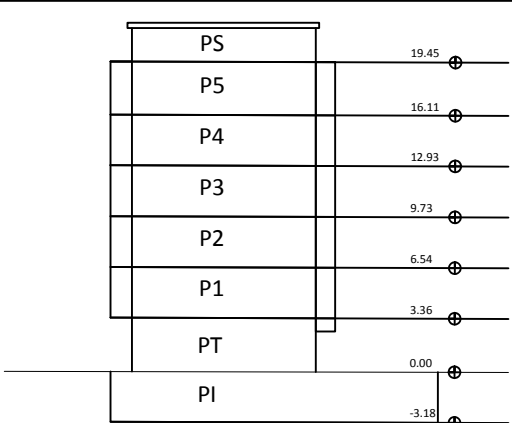 PS
19.45
P5
16.11
P4
12.93
P3
9.73
P2
6.54
P1
3.36
PT
0.00
PI
-3.18